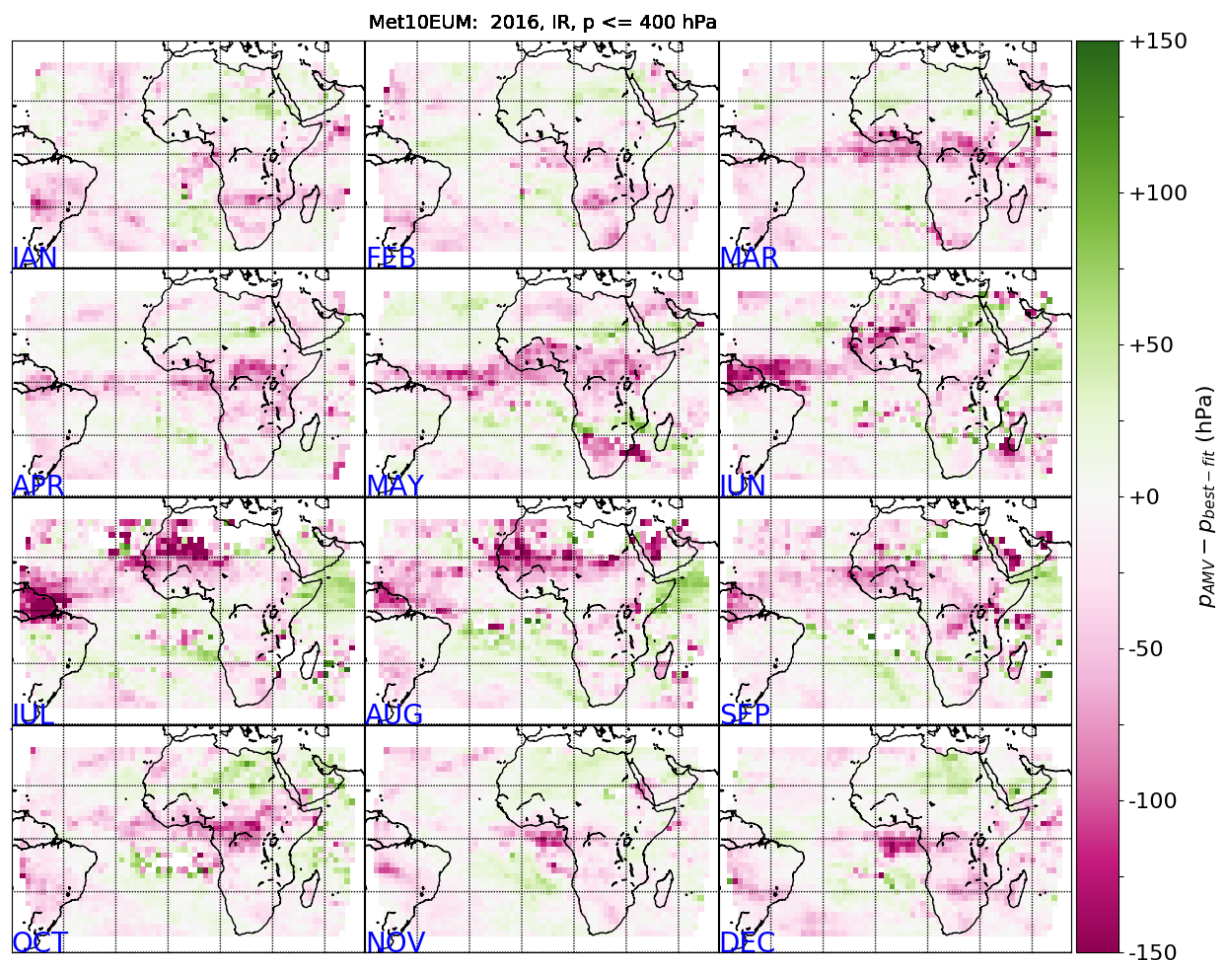 Met10EUM: 2016, IR, p <= 400 hPa
JAN
FEB
MAR
APR
MAY
JUN
JUL
AUG
SEP
OCT
NOV
DEC
+150
+100
+50
+0
-50
-100
-150
p_AMV − p_best−fit (hPa)